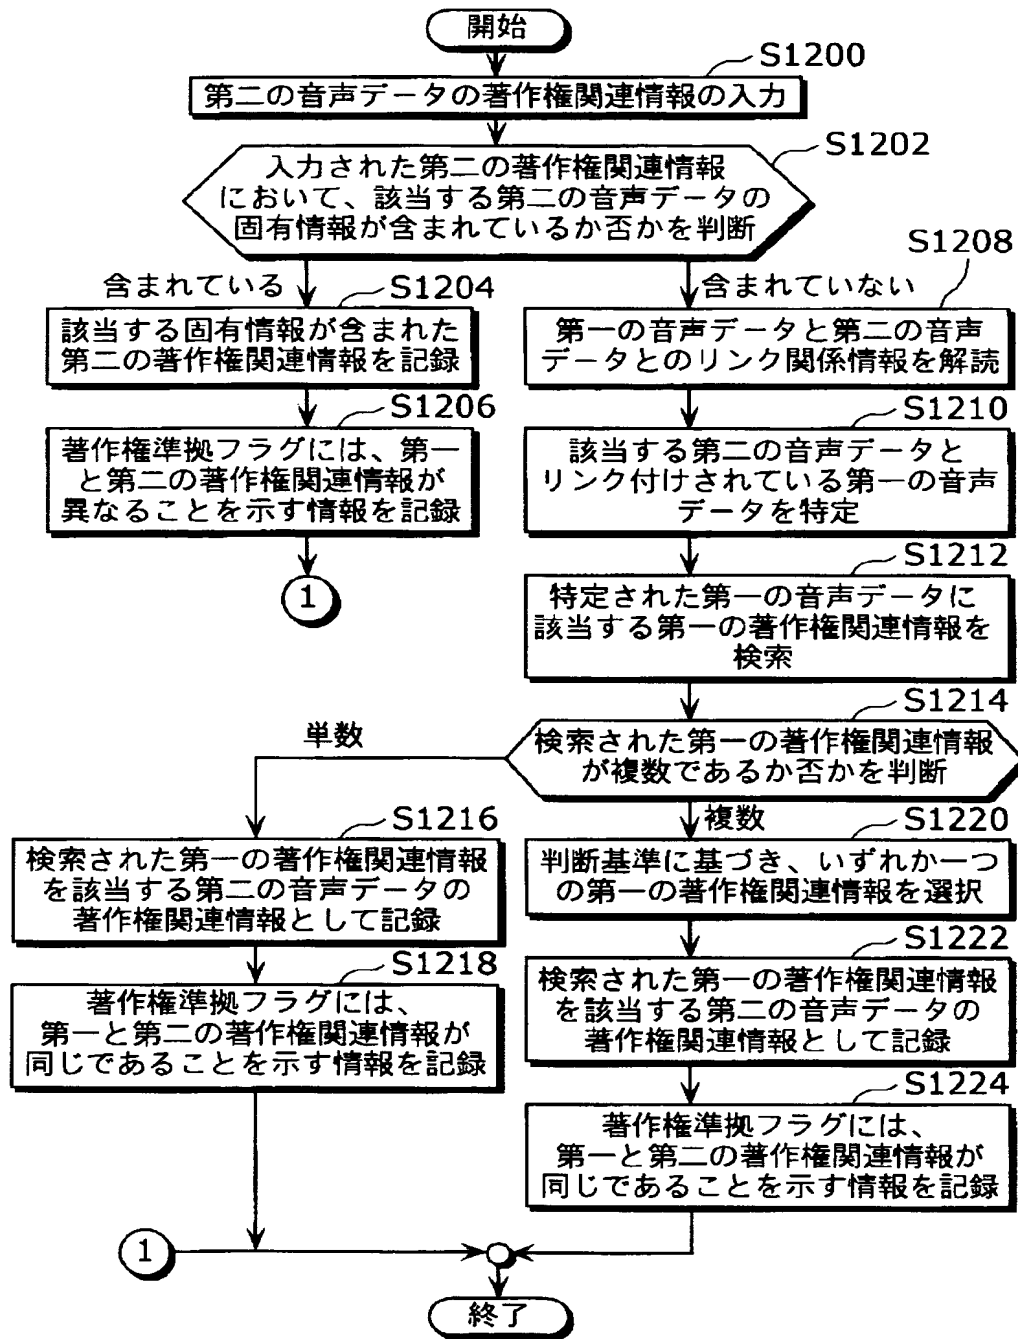 開始
S1200
第二の音声データの著作権関連情報の入力
S1202
入力された第二の著作権関連情報
において、該当する第二の音声データの
固有情報が含まれているか否かを判断
含まれている
S1204
該当する固有情報が含まれた
第二の著作権関連情報を記録
S1206
著作権準拠フラグには、第一
と第二の著作権関連情報が
異なることを示す情報を記録
1
含まれていない
S1208
第一の音声データと第二の音声
データとのリンク関係情報を解読
S1210
該当する第二の音声データと
リンク付けされている第一の音声
データを特定
S1212
特定された第一の音声データに
該当する第一の著作権関連情報を
検索
S1214
検索された第一の著作権関連情報
が複数であるか否かを判断
単数
S1216
検索された第一の著作権関連情報
を該当する第二の音声データの
著作権関連情報として記録
S1218
著作権準拠フラグには、
第一と第二の著作権関連情報が
同じであることを示す情報を記録
複数
S1220
判断基準に基づき、いずれか一つ
の第一の著作権関連情報を選択
S1222
検索された第一の著作権関連情報
を該当する第二の音声データの
著作権関連情報として記録
S1224
著作権準拠フラグには、
第一と第二の著作権関連情報が
同じであることを示す情報を記録
1
終了